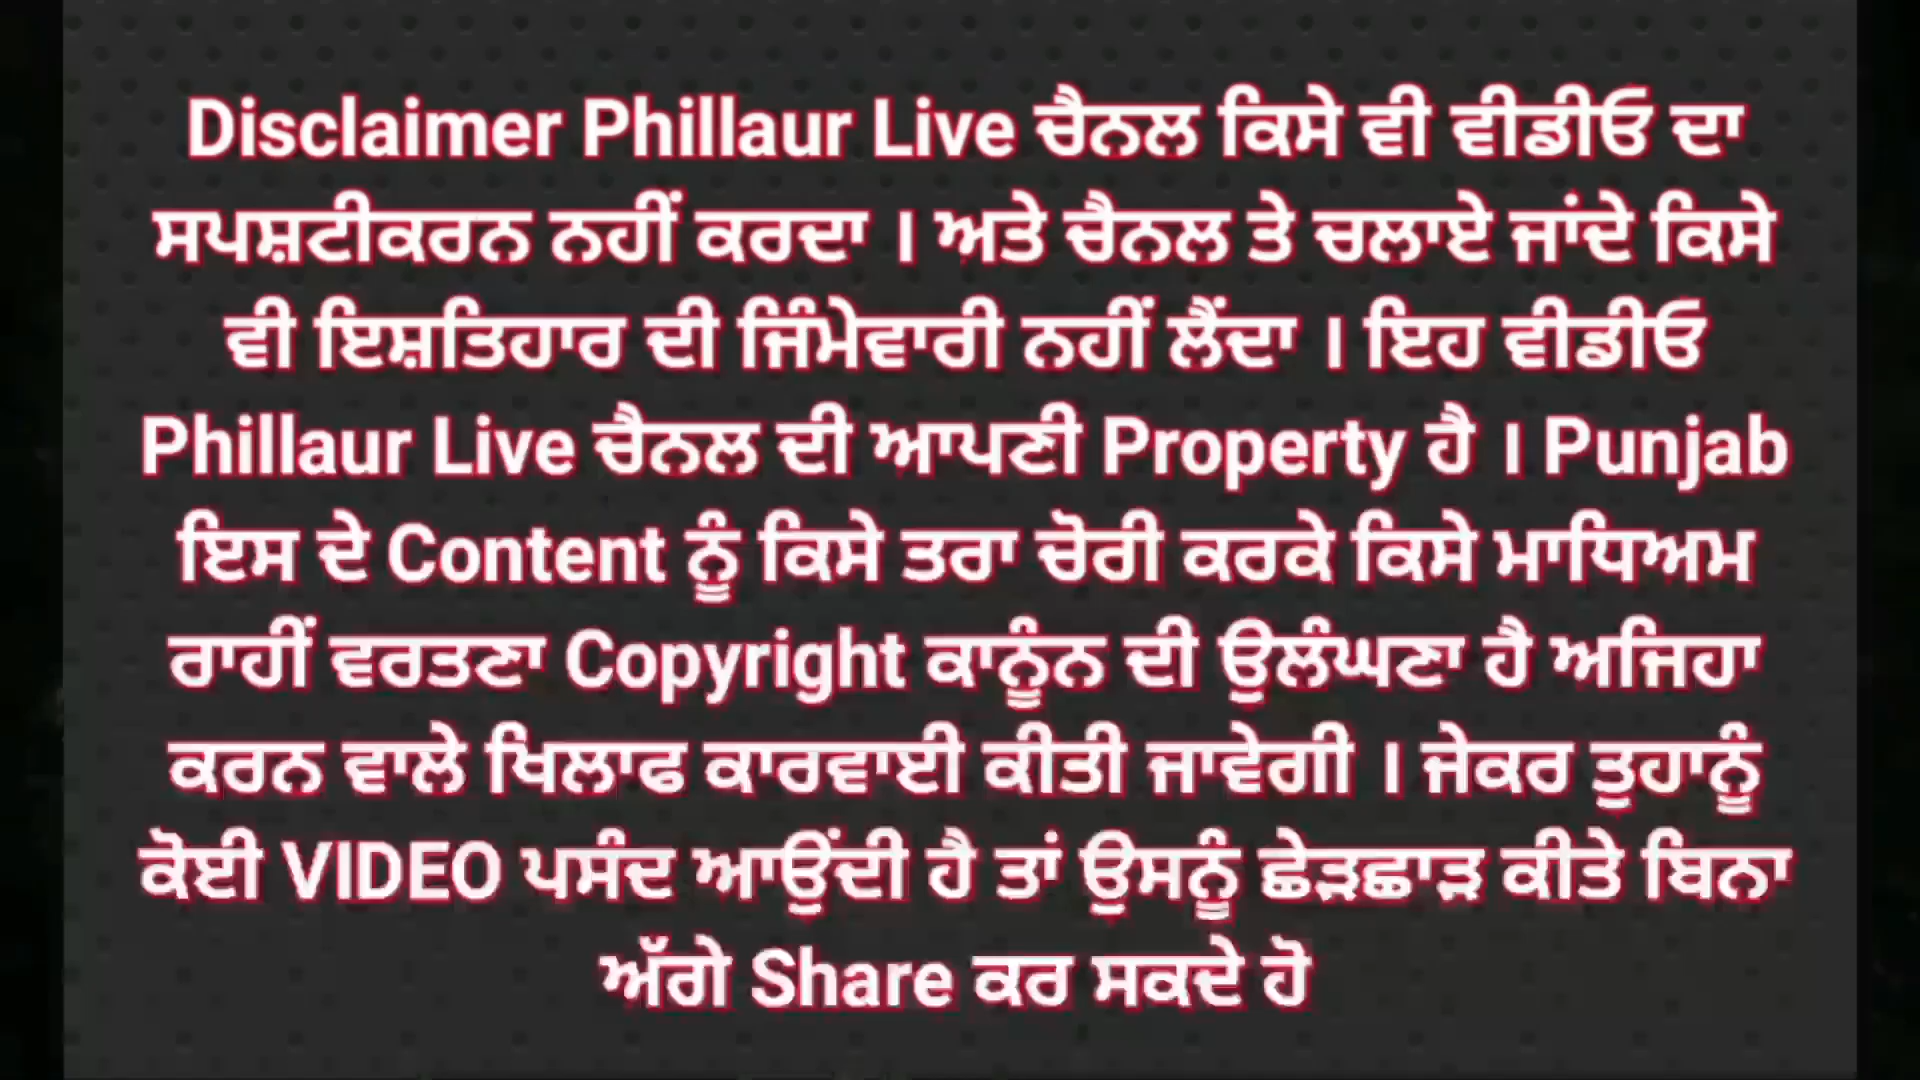 Disclaimer Phillaur Live ਚੈਨਲ ਕਿਸੇ ਵੀ ਵੀਡੀਓ ਦਾ
ਸਪਸ਼ਟੀਕਰਨ ਨਹੀਂ ਕਰਦਾ । ਅਤੇ ਚੈਨਲ ਤੇ ਚਲਾਏ ਜਾਂਦੇ ਕਿਸੇ
ਵੀ ਇਸ਼ਤਿਹਾਰ ਦੀ ਜਿੰਮੇਵਾਰੀ ਨਹੀਂ ਲੈਂਦਾ । ਇਹ ਵੀਡੀਓ
Phillaur Live ਚੈਨਲ ਦੀ ਆਪਣੀ Property ਹੈ । Punjab
ਇਸ ਦੇ Content ਨੂੰ ਕਿਸੇ ਤਰਾ ਚੋਰੀ ਕਰਕੇ ਕਿਸੇ ਮਾਧਿਅਮ
ਰਾਹੀਂ ਵਰਤਣਾ Copyright ਕਾਨੂੰਨ ਦੀ ਉਲੰਘਣਾ ਹੈ ਅਜਿਹਾ
ਕਰਨ ਵਾਲੇ ਖਿਲਾਫ ਕਾਰਵਾਈ ਕੀਤੀ ਜਾਵੇਗੀ । ਜੇਕਰ ਤੁਹਾਨੂੰ
ਕੋਈ VIDEO ਪਸੰਦ ਆਉਂਦੀ ਹੈ ਤਾਂ ਉਸਨੂੰ ਛੇੜਛਾੜ ਕੀਤੇ ਬਿਨਾ
ਅੱਗੇ Share ਕਰ ਸਕਦੇ ਹੋ